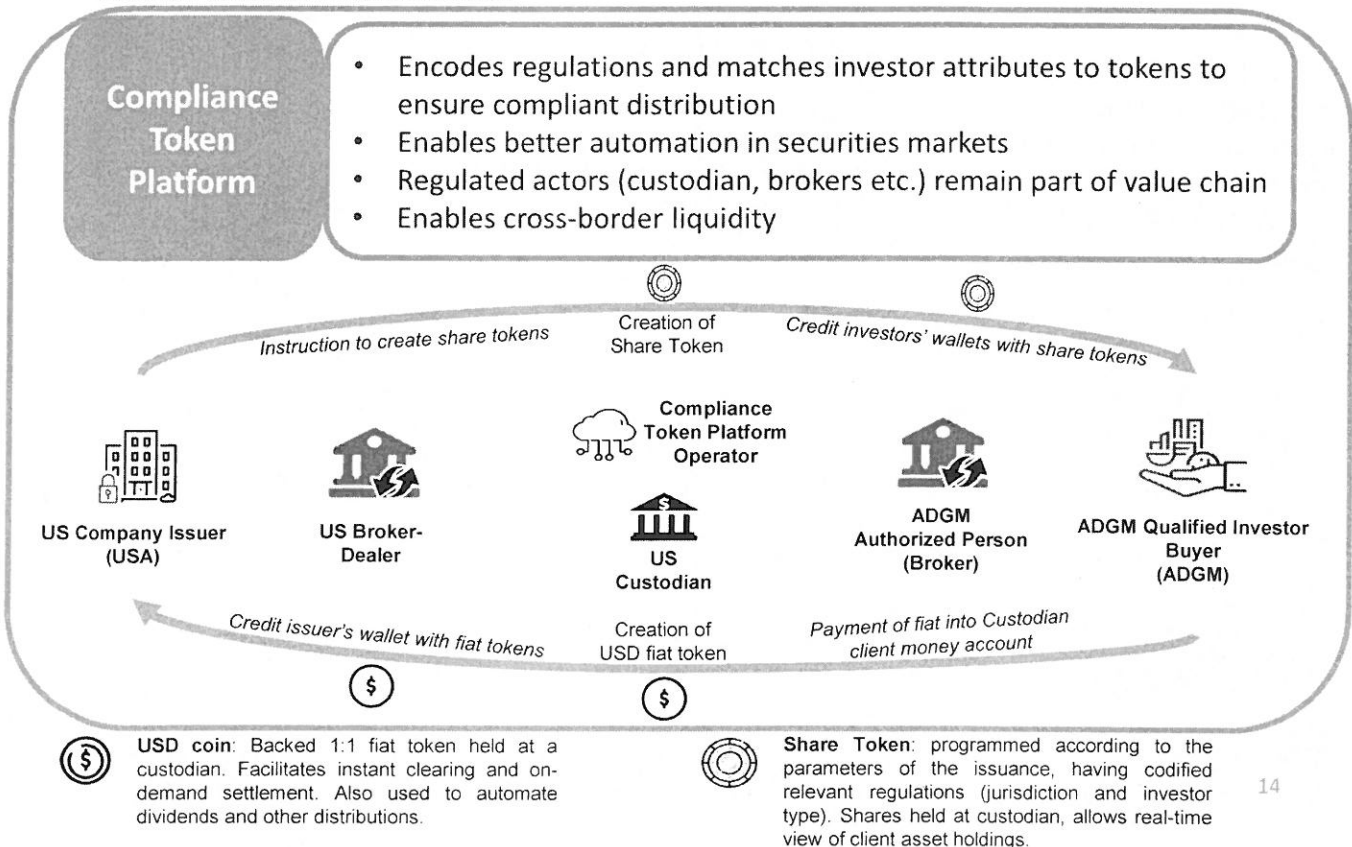 Compliance
Token
Platform
• Encodes regulations and matches investor attributes to tokens to
ensure compliant distribution
• Enables better automation in securities markets
• Regulated actors (custodian, brokers etc.) remain part of value chain
• Enables cross-border liquidity
Instruction to create share tokens
Creation of
Share Token
Credit investors' wallets with share tokens
US Company Issuer
(USA)
US Broker-
Dealer
Compliance
Token Platform
Operator
$
US
Custodian
ADGM
Authorized Person
(Broker)
ADGM Qualified Investor
Buyer
(ADGM)
Credit issuer's wallet with fiat tokens
Creation of
USD fiat token
Payment of fiat into Custodian
client money account
$
$
$
USD coin: Backed 1:1 fiat token held at a
custodian. Facilitates instant clearing and on-
demand settlement. Also used to automate
dividends and other distributions.
Share Token: programmed according to the
parameters of the issuance, having codified
relevant regulations (jurisdiction and investor
type). Shares held at custodian, allows real-time
view of client asset holdings.
14